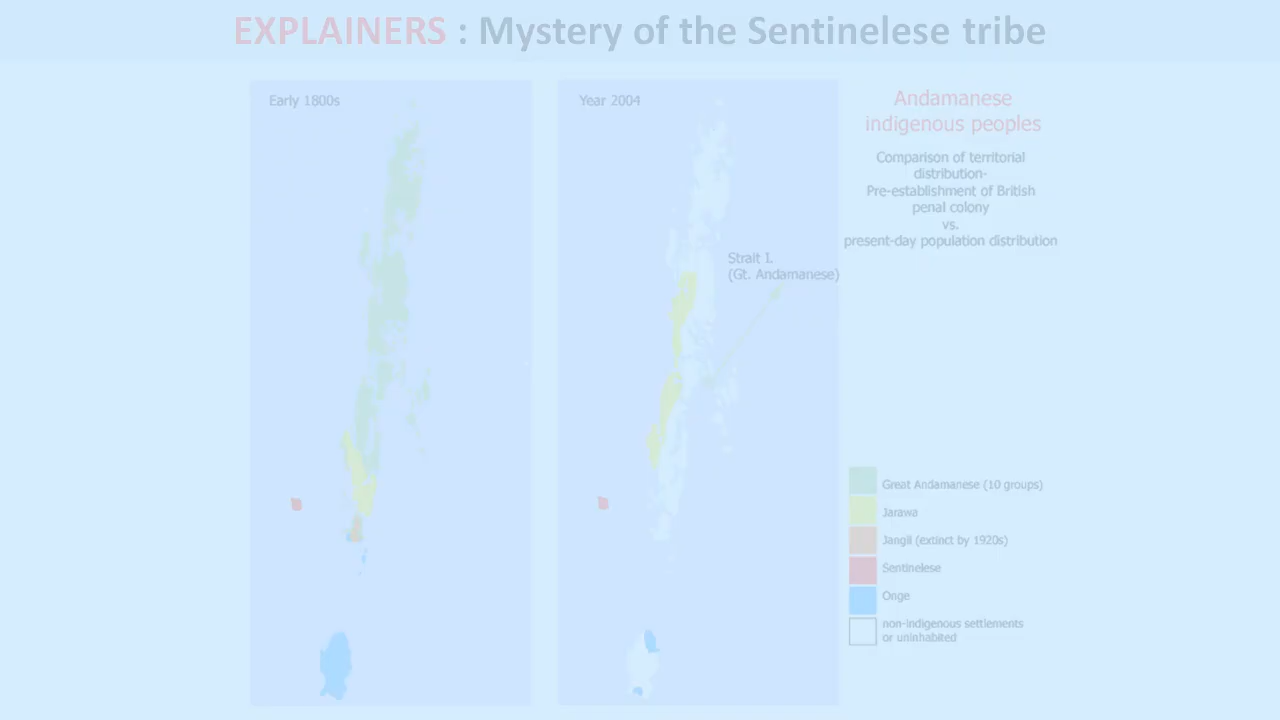 EXPLAINERS : Mystery of the Sentinelese tribe
Early 1800s
Year 2004
Strait I.
(Gt. Andamanese)
Andamanese
indigenous peoples
Comparison of territorial
distribution-
Pre-establishment of British
penal colony
vs.
present-day population distribution
Great Andamanese (10 groups)
Jarawa
Jangil (extinct by 1920s)
Sentinelese
Onge
non-indigenous settlements
or uninhabited